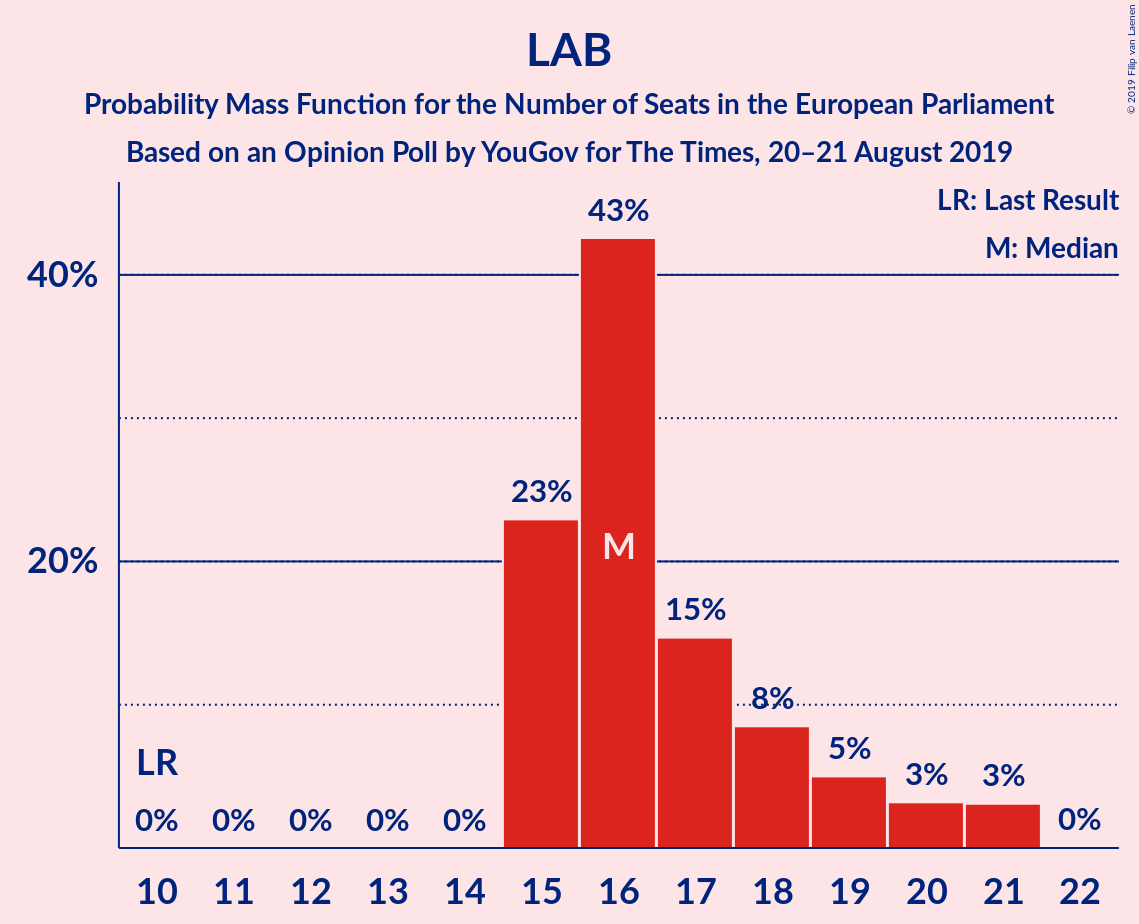 LAB
Probability Mass Function for the Number of Seats in the European Parliament
Based on an Opinion Poll by YouGov for The Times, 20–21 August 2019
© 2019 Filip van Laenen
LR: Last Result
M: Median
43%
40%
23%
M
20%
15%
8%
5%
3%
3%
LR
0%
0%
0%
0%
0%
0%
10 11 12 13 14 15 16 17 18 19 20 21 22